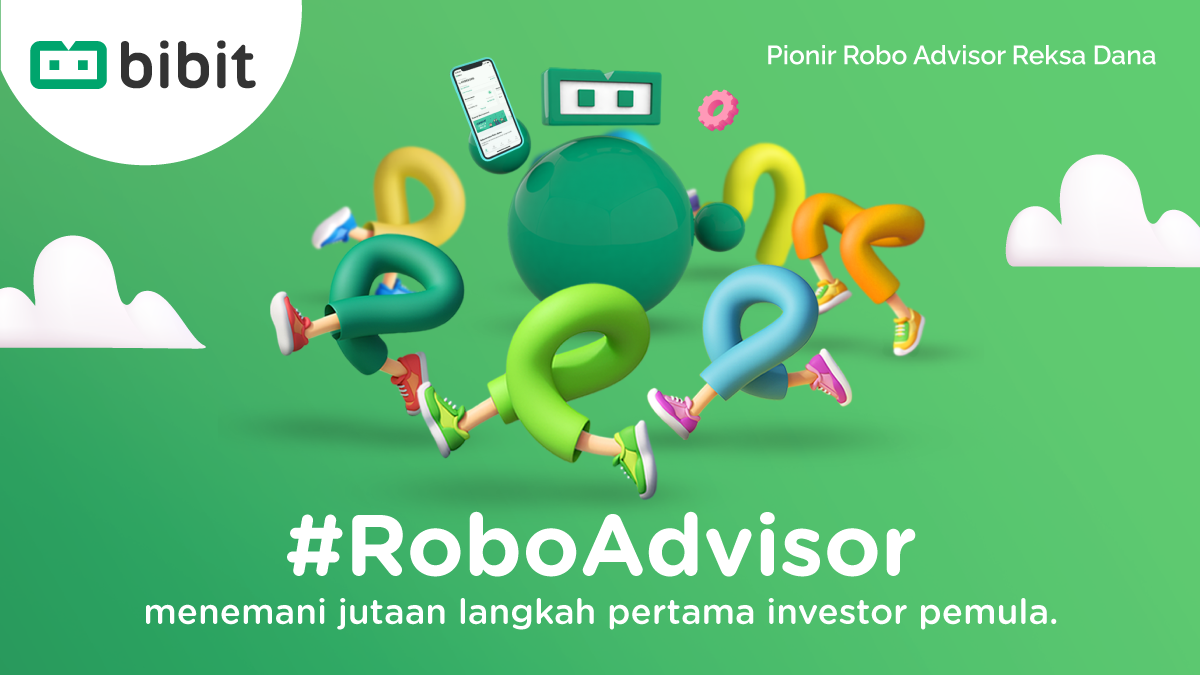 bibit
Pionir Robo Advisor Reksa Dana
#RoboAdvisor
menemani jutaan langkah pertama investor pemula.